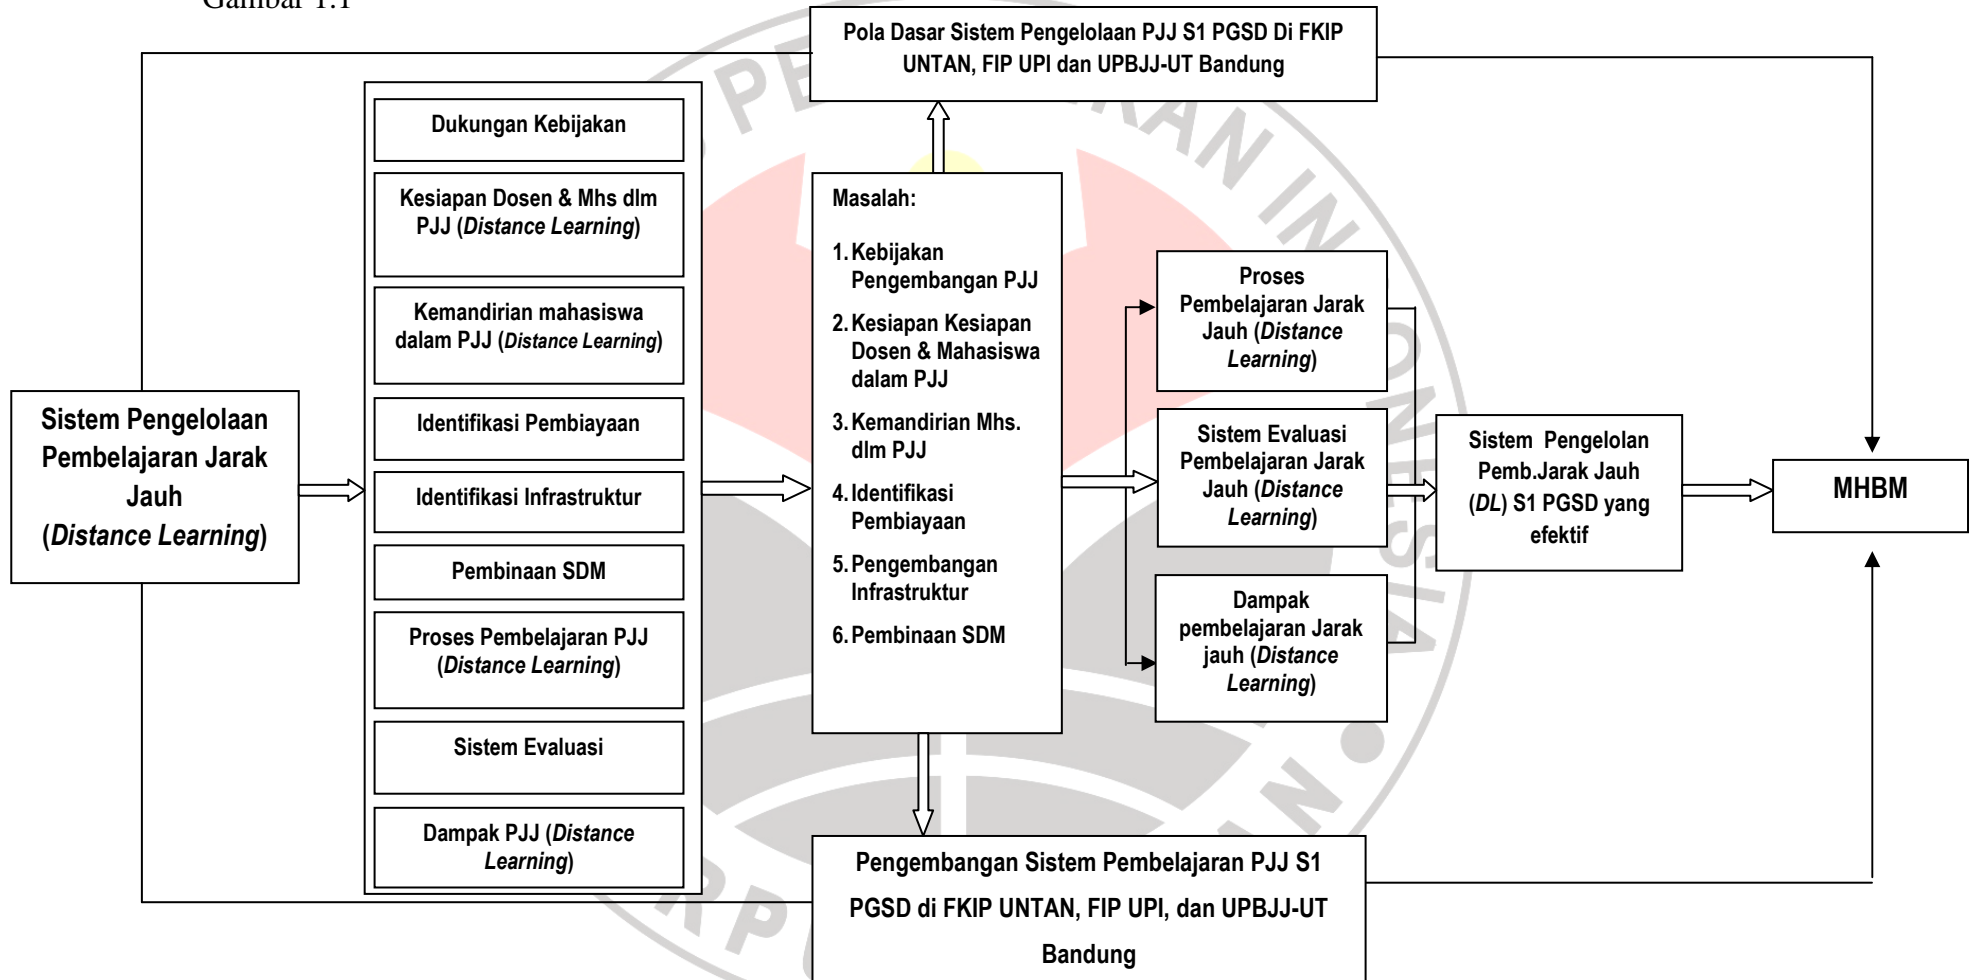 Gambar 1.1
Pola Dasar Sistem Pengelolaan PJJ S1 PGSD Di FKIP
UNTAN, FIP UPI dan UPBJJ-UT Bandung
Sistem Pengelolaan
Pembelajaran Jarak
Jauh
(Distance Learning)
Dukungan Kebijakan
Kesiapan Dosen & Mhs dlm
PJJ (Distance Learning)
Kemandirian mahasiswa
dalam PJJ (Distance Learning)
Identifikasi Pembiayaan
Identifikasi Infrastruktur
Pembinaan SDM
Proses Pembelajaran PJJ
(Distance Learning)
Sistem Evaluasi
Dampak PJJ (Distance
Learning)
Masalah:
1. Kebijakan
Pengembangan PJJ
2. Kesiapan Kesiapan
Dosen & Mahasiswa
dalam PJJ
3. Kemandirian Mhs.
dlm PJJ
4. Identifikasi
Pembiayaan
5. Pengembangan
Infrastruktur
6. Pembinaan SDM
Proses
Pembelajaran Jarak
Jauh (Distance
Learning)
Sistem Evaluasi
Pembelajaran Jarak
Jauh (Distance
Learning)
Dampak
pembelajaran Jarak
jauh (Distance
Learning)
Sistem Pengelolan
Pemb.Jarak Jauh
(DL) S1 PGSD yang
efektif
MHBM
Pengembangan Sistem Pembelajaran PJJ S1
PGSD di FKIP UNTAN, FIP UPI, dan UPBJJ-UT
Bandung